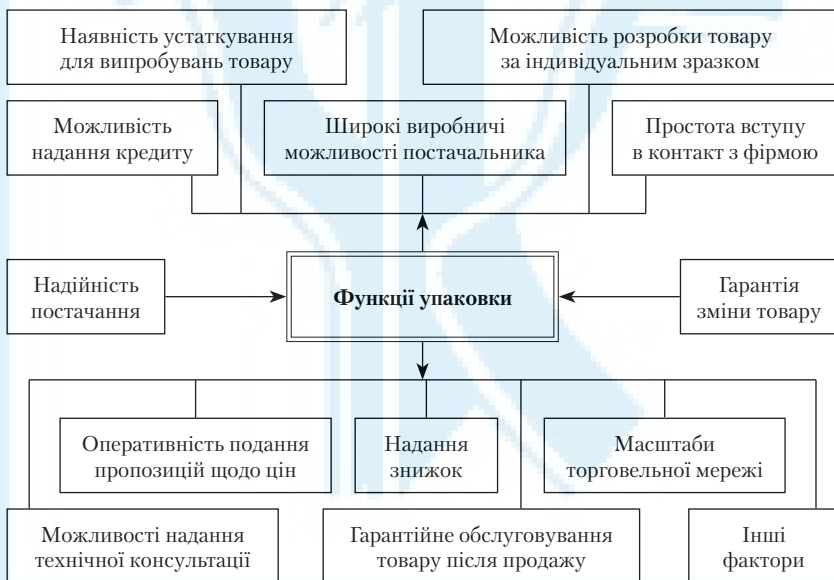 Наявність устаткування
для випробувань товару
Можливість розробки товару
за індивідуальним зразком
Можливість
надання кредиту
Широкі виробничі
можливості постачальника
Простота вступу
в контакт з фірмою
Надійність
постачання
Функції упаковки
Гарантія
зміни товару
Оперативність подання
пропозицій щодо цін
Надання
знижок
Масштаби
торговельної мережі
Можливості надання
технічної консультації
Гарантійне обслуговування
товару після продажу
Інші
фактори